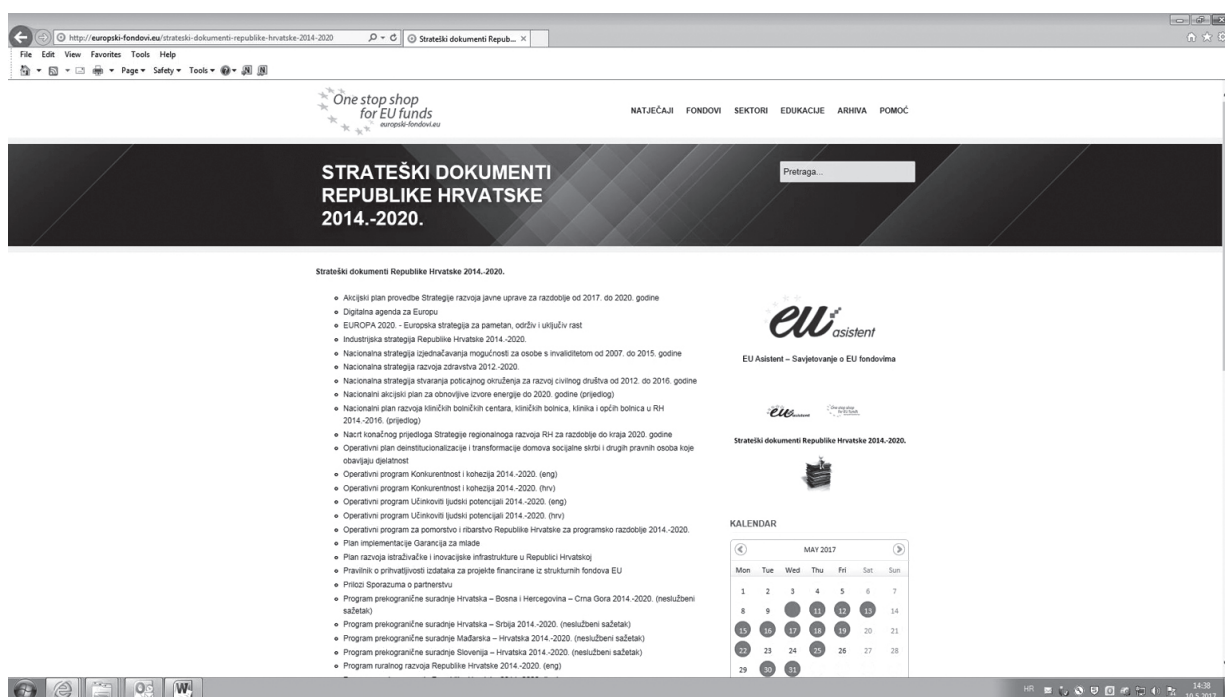 http://europski-fondovi.eu/strateski-dokumenti-republike-hrvatske-2014-2020
Strateški dokumenti Repub...
File Edit View Favorites Tools Help
Page Safety Tools
One stop shop
for EU funds
europski-fondovi.eu
NATJEČAJI FONDOVI SEKTORI EDUKACIJE ARHIVA POMOĆ
STRATEŠKI DOKUMENTI
REPUBLIKE HRVATSKE
2014.-2020.
Pretraga...
Strateški dokumenti Republike Hrvatske 2014.-2020.
Akcijski plan provedbe Strategije razvoja javne uprave za razdoblje od 2017. do 2020. godine
Digitalna agenda za Europu
EUROPA 2020. - Europska strategija za pametan, održiv i uključiv rast
Industrijska strategija Republike Hrvatske 2014.-2020.
Nacionalna strategija izjednačavanja mogućnosti za osobe s invaliditetom od 2007. do 2015. godine
Nacionalna strategija razvoja zdravstva 2012.-2020.
Nacionalna strategija stvaranja poticajnog okruženja za razvoj civilnog društva od 2012. do 2016. godine
Nacionalni akcijski plan za obnovljive izvore energije do 2020. godine (prijedlog)
Nacionalni plan razvoja kliničkih bolničkih centara, kliničkih bolnica, klinika i općih bolnica u RH
2014.-2016. (prijedlog)
Nacrt konačnog prijedloga Strategije regionalnoga razvoja RH za razdoblje do kraja 2020. godine
Operativni plan deinstitucionalizacije i transformacije domova socijalne skrbi i drugih pravnih osoba koje
obavljaju djelatnost
Operativni program Konkurentnost i kohezija 2014.-2020. (eng)
Operativni program Konkurentnost i kohezija 2014.-2020. (hrv)
Operativni program Učinkoviti ljudski potencijali 2014.-2020. (eng)
Operativni program Učinkoviti ljudski potencijali 2014.-2020. (hrv)
Operativni program za pomorstvo i ribarstvo Republike Hrvatske za programsko razdoblje 2014.-2020.
Plan implementacije Garancija za mlade
Plan razvoja istraživačke i inovacijske infrastrukture u Republici Hrvatskoj
Pravilnik o prihvatljivosti izdataka za projekte financirane iz strukturnih fondova EU
Prilozi Sporazuma o partnerstvu
Program prekogranične suradnje Hrvatska – Bosna i Hercegovina – Crna Gora 2014.-2020. (neslužbeni
sažetak)
Program prekogranične suradnje Hrvatska – Srbija 2014.-2020. (neslužbeni sažetak)
Program prekogranične suradnje Mađarska – Hrvatska 2014.-2020. (neslužbeni sažetak)
Program prekogranične suradnje Slovenija – Hrvatska 2014.-2020. (neslužbeni sažetak)
Program ruralnog razvoja Republike Hrvatske 2014.-2020. (eng)
eu asistent
EU Asistent – Savjetovanje o EU fondovima
eu asistent One stop shop for EU funds
Strateški dokumenti Republike Hrvatske 2014.-2020.
KALENDAR
MAY 2017
Mon Tue Wed Thu Fri Sat Sun
1 2 3 4 5 6 7
8 9 11 12 13 14
15 16 17 18 19 20 21
22 23 24 25 26 27 28
29 30 31
HR
14:38
10.5.2017